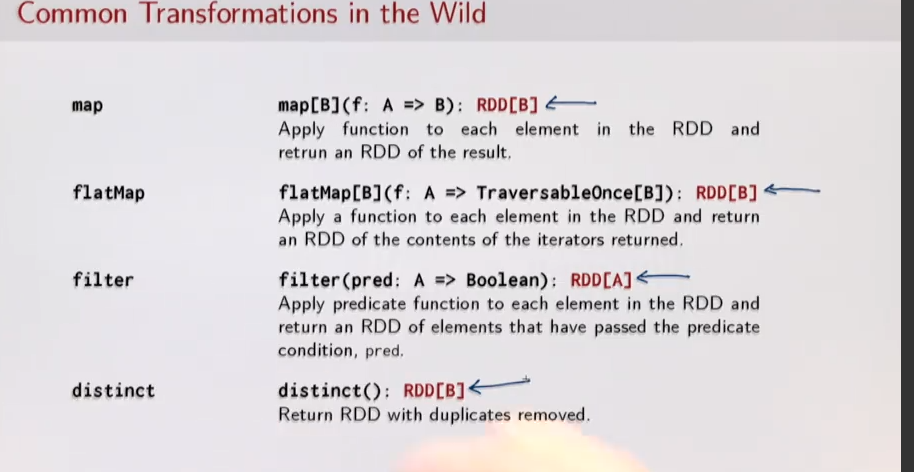 Common Transformations in the Wild
map
map[B](f: A => B): RDD[B]
Apply function to each element in the RDD and
retrun an RDD of the result.
flatMap
flatMap[B](f: A => TraversableOnce[B]): RDD[B]
Apply a function to each element in the RDD and return
an RDD of the contents of the iterators returned.
filter
filter(pred: A => Boolean): RDD[A]
Apply predicate function to each element in the RDD and
return an RDD of elements that have passed the predicate
condition, pred.
distinct
distinct(): RDD[B]
Return RDD with duplicates removed.